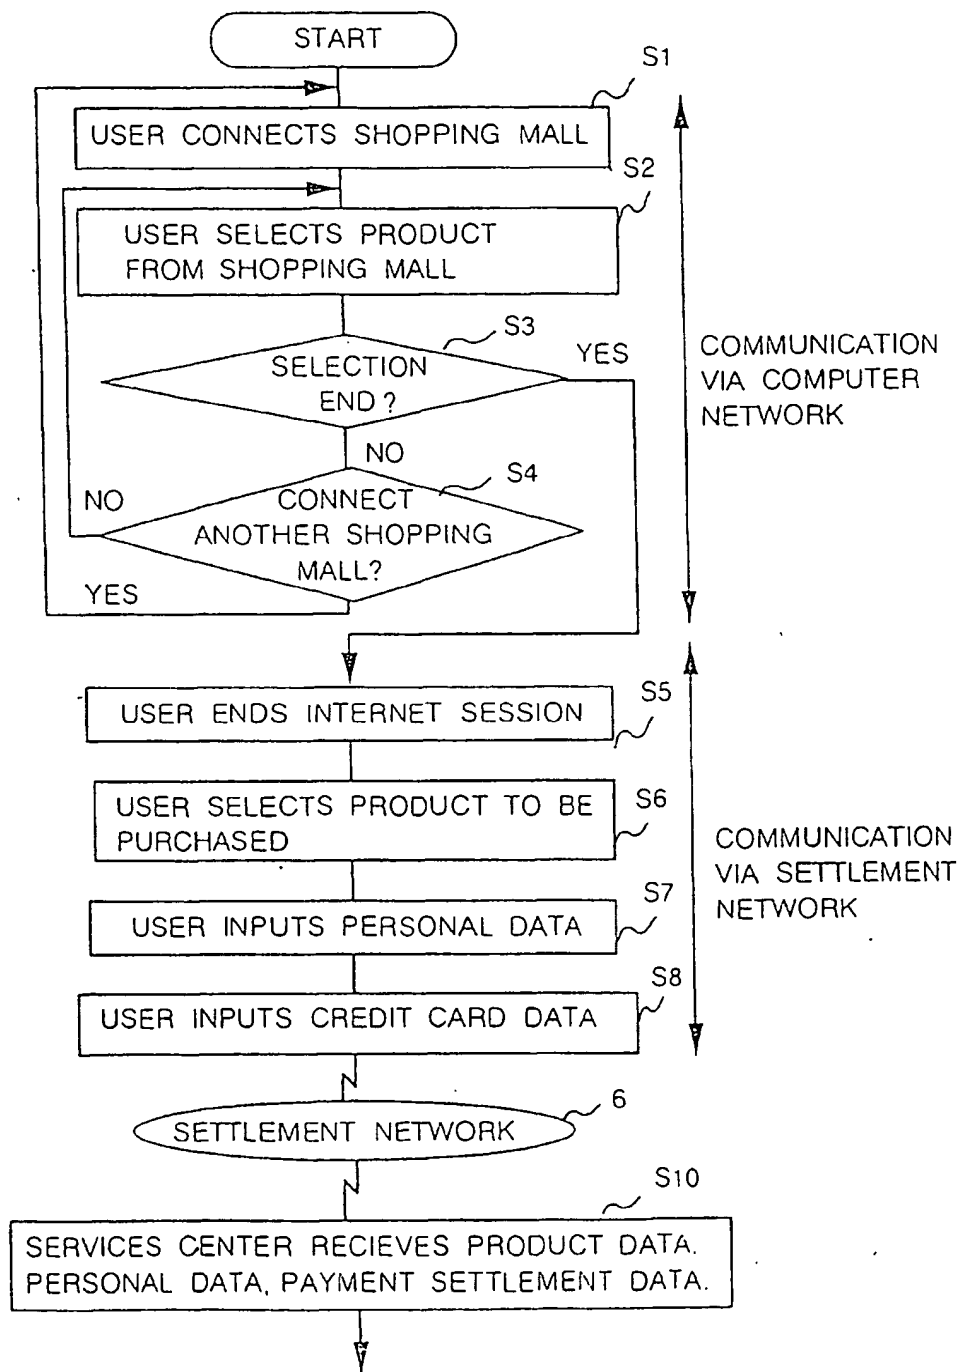 START
S1
USER CONNECTS SHOPPING MALL
S2
USER SELECTS PRODUCT
FROM SHOPPING MALL
S3
YES
SELECTION
END?
COMMUNICATION
VIA COMPUTER
NETWORK
NO
S4
NO
CONNECT
ANOTHER SHOPPING
MALL?
YES
S5
USER ENDS INTERNET SESSION
S6
USER SELECTS PRODUCT TO BE
PURCHASED
COMMUNICATION
VIA SETTLEMENT
NETWORK
S7
USER INPUTS PERSONAL DATA
S8
USER INPUTS CREDIT CARD DATA
6
SETTLEMENT NETWORK
S10
SERVICES CENTER RECIEVES PRODUCT DATA.
PERSONAL DATA, PAYMENT SETTLEMENT DATA.